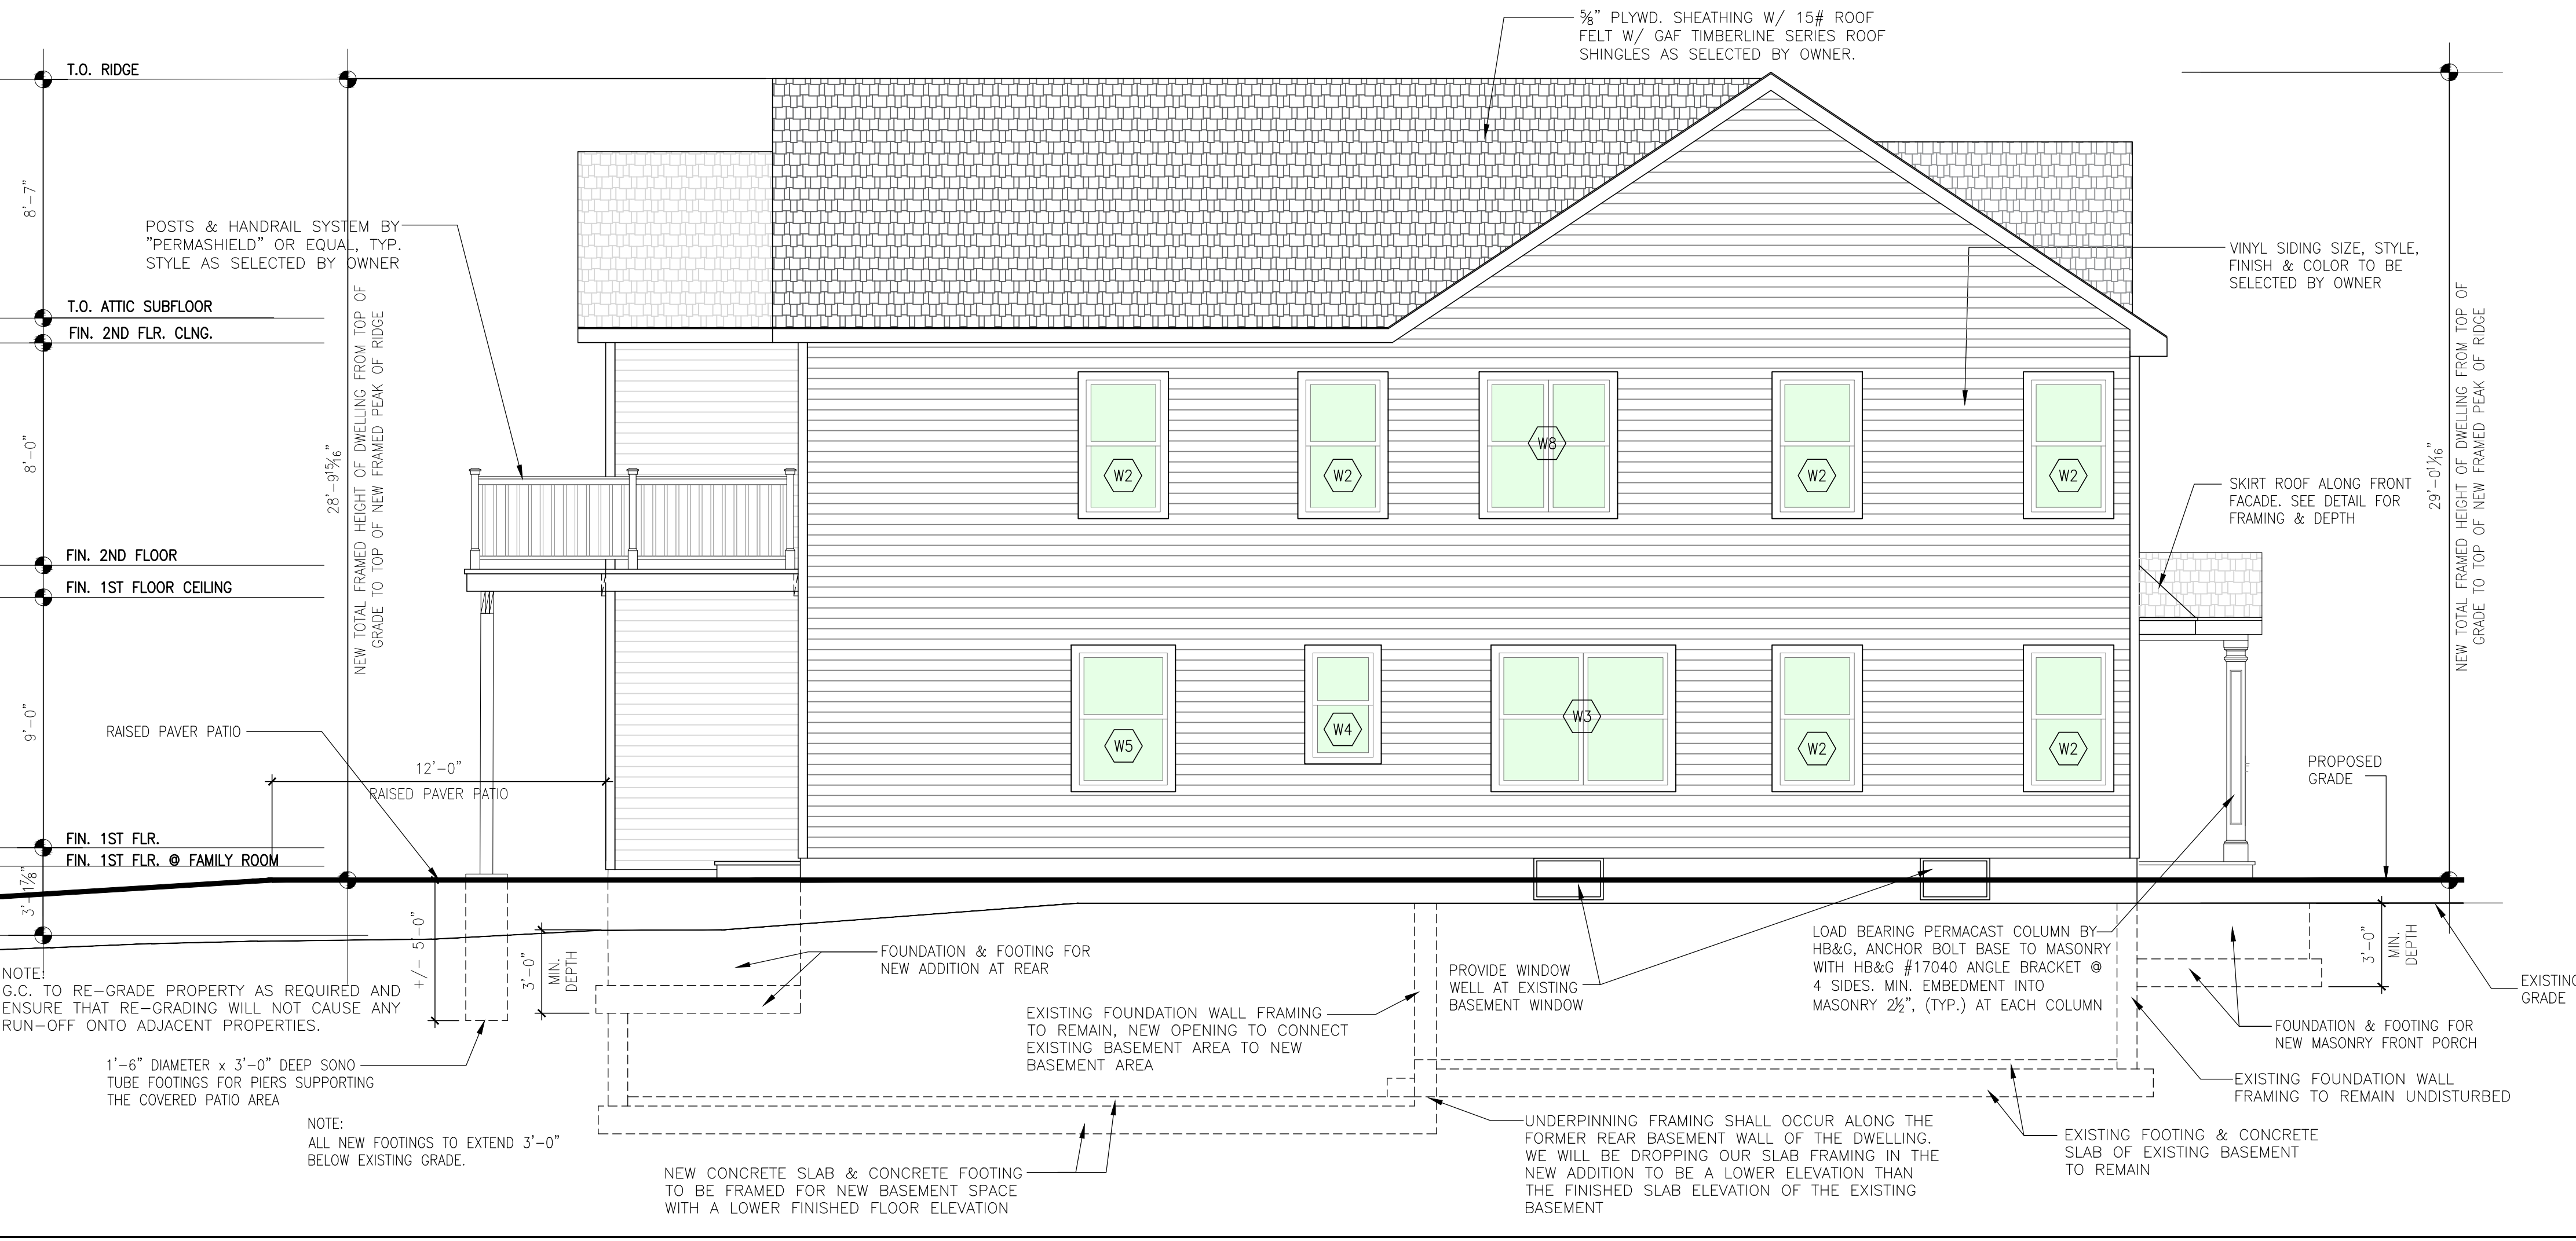 ⅝" PLYWD. SHEATHING W/ 15# ROOF
FELT W/ GAF TIMBERLINE SERIES ROOF
SHINGLES AS SELECTED BY OWNER.
T.O. RIDGE
8'-7"
POSTS & HANDRAIL SYSTEM BY
"PERMASHIELD" OR EQUAL, TYP.
STYLE AS SELECTED BY OWNER
VINYL SIDING SIZE, STYLE,
FINISH & COLOR TO BE
SELECTED BY OWNER
T.O. ATTIC SUBFLOOR
FIN. 2ND FLR. CLNG.
8'-0"
28'-9¹⁵⁄₁₆"
NEW TOTAL FRAMED HEIGHT OF DWELLING FROM TOP OF
GRADE TO TOP OF NEW FRAMED PEAK OF RIDGE
29'-0¹¹⁄₁₆"
NEW TOTAL FRAMED HEIGHT OF DWELLING FROM TOP OF
GRADE TO TOP OF NEW FRAMED PEAK OF RIDGE
W2
W2
W8
W2
W2
SKIRT ROOF ALONG FRONT
FACADE. SEE DETAIL FOR
FRAMING & DEPTH
FIN. 2ND FLOOR
FIN. 1ST FLOOR CEILING
9'-0"
W5
W4
W3
W2
W2
RAISED PAVER PATIO
12'-0"
RAISED PAVER PATIO
PROPOSED
GRADE
FIN. 1ST FLR.
FIN. 1ST FLR. @ FAMILY ROOM
3'-1⅞"
+/- 5'-0"
3'-0"
MIN.
DEPTH
FOUNDATION & FOOTING FOR
NEW ADDITION AT REAR
PROVIDE WINDOW
WELL AT EXISTING
BASEMENT WINDOW
LOAD BEARING PERMACAST COLUMN BY
HB&G, ANCHOR BOLT BASE TO MASONRY
WITH HB&G #17040 ANGLE BRACKET @
4 SIDES. MIN. EMBEDMENT INTO
MASONRY 2½", (TYP.) AT EACH COLUMN
3'-0"
MIN.
DEPTH
EXISTING
GRADE
NOTE:
G.C. TO RE-GRADE PROPERTY AS REQUIRED AND
ENSURE THAT RE-GRADING WILL NOT CAUSE ANY
RUN-OFF ONTO ADJACENT PROPERTIES.
EXISTING FOUNDATION WALL FRAMING
TO REMAIN, NEW OPENING TO CONNECT
EXISTING BASEMENT AREA TO NEW
BASEMENT AREA
FOUNDATION & FOOTING FOR
NEW MASONRY FRONT PORCH
1'-6" DIAMETER x 3'-0" DEEP SONO
TUBE FOOTINGS FOR PIERS SUPPORTING
THE COVERED PATIO AREA
EXISTING FOUNDATION WALL
FRAMING TO REMAIN UNDISTURBED
NOTE:
ALL NEW FOOTINGS TO EXTEND 3'-0"
BELOW EXISTING GRADE.
UNDERPINNING FRAMING SHALL OCCUR ALONG THE
FORMER REAR BASEMENT WALL OF THE DWELLING.
WE WILL BE DROPPING OUR SLAB FRAMING IN THE
NEW ADDITION TO BE A LOWER ELEVATION THAN
THE FINISHED SLAB ELEVATION OF THE EXISTING
BASEMENT
EXISTING FOOTING & CONCRETE
SLAB OF EXISTING BASEMENT
TO REMAIN
NEW CONCRETE SLAB & CONCRETE FOOTING
TO BE FRAMED FOR NEW BASEMENT SPACE
WITH A LOWER FINISHED FLOOR ELEVATION